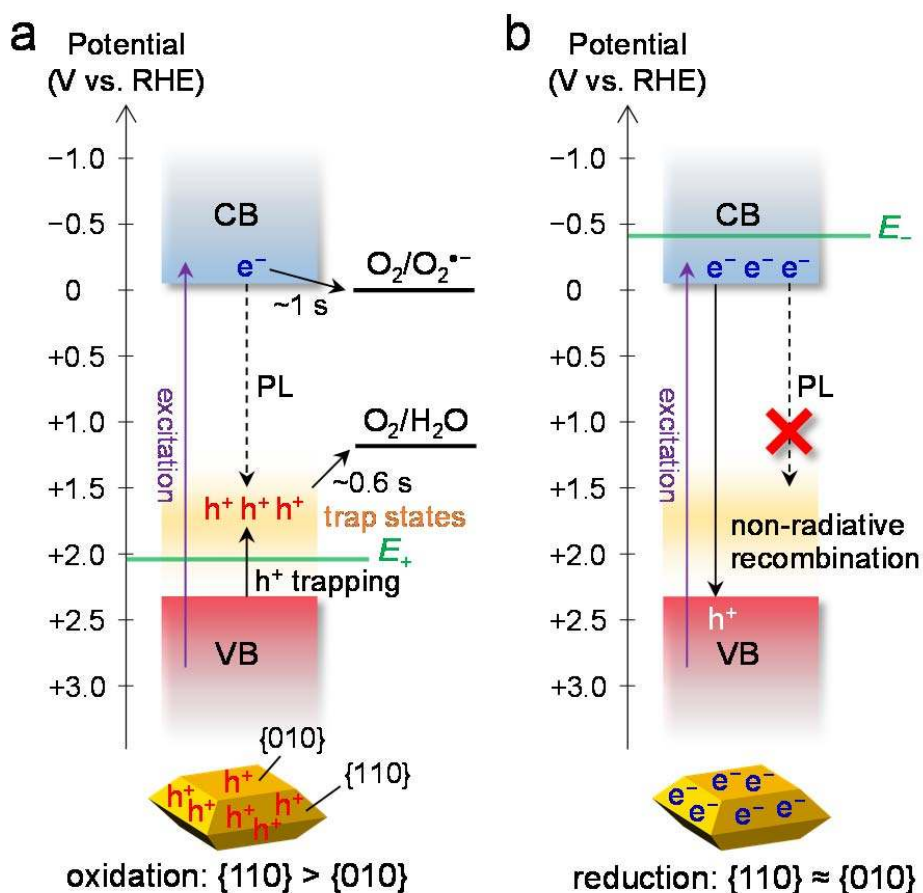 a
Potential
(V vs. RHE)
−1.0
−0.5
0
+0.5
+1.0
+1.5
+2.0
+2.5
+3.0
CB
e⁻
O₂/O₂•⁻
~1 s
excitation
PL
O₂/H₂O
~0.6 s
h⁺ h⁺ h⁺
trap states
E₊
h⁺ trapping
VB
{010}
{110}
h⁺
h⁺
h⁺
h⁺
h⁺
h⁺
oxidation: {110} > {010}
b
Potential
(V vs. RHE)
−1.0
−0.5
0
+0.5
+1.0
+1.5
+2.0
+2.5
+3.0
CB
E₋
e⁻ e⁻ e⁻
excitation
PL
non-radiative
recombination
h⁺
VB
e⁻ e⁻ e⁻
e⁻ e⁻ e⁻ e⁻
reduction: {110} ≈ {010}